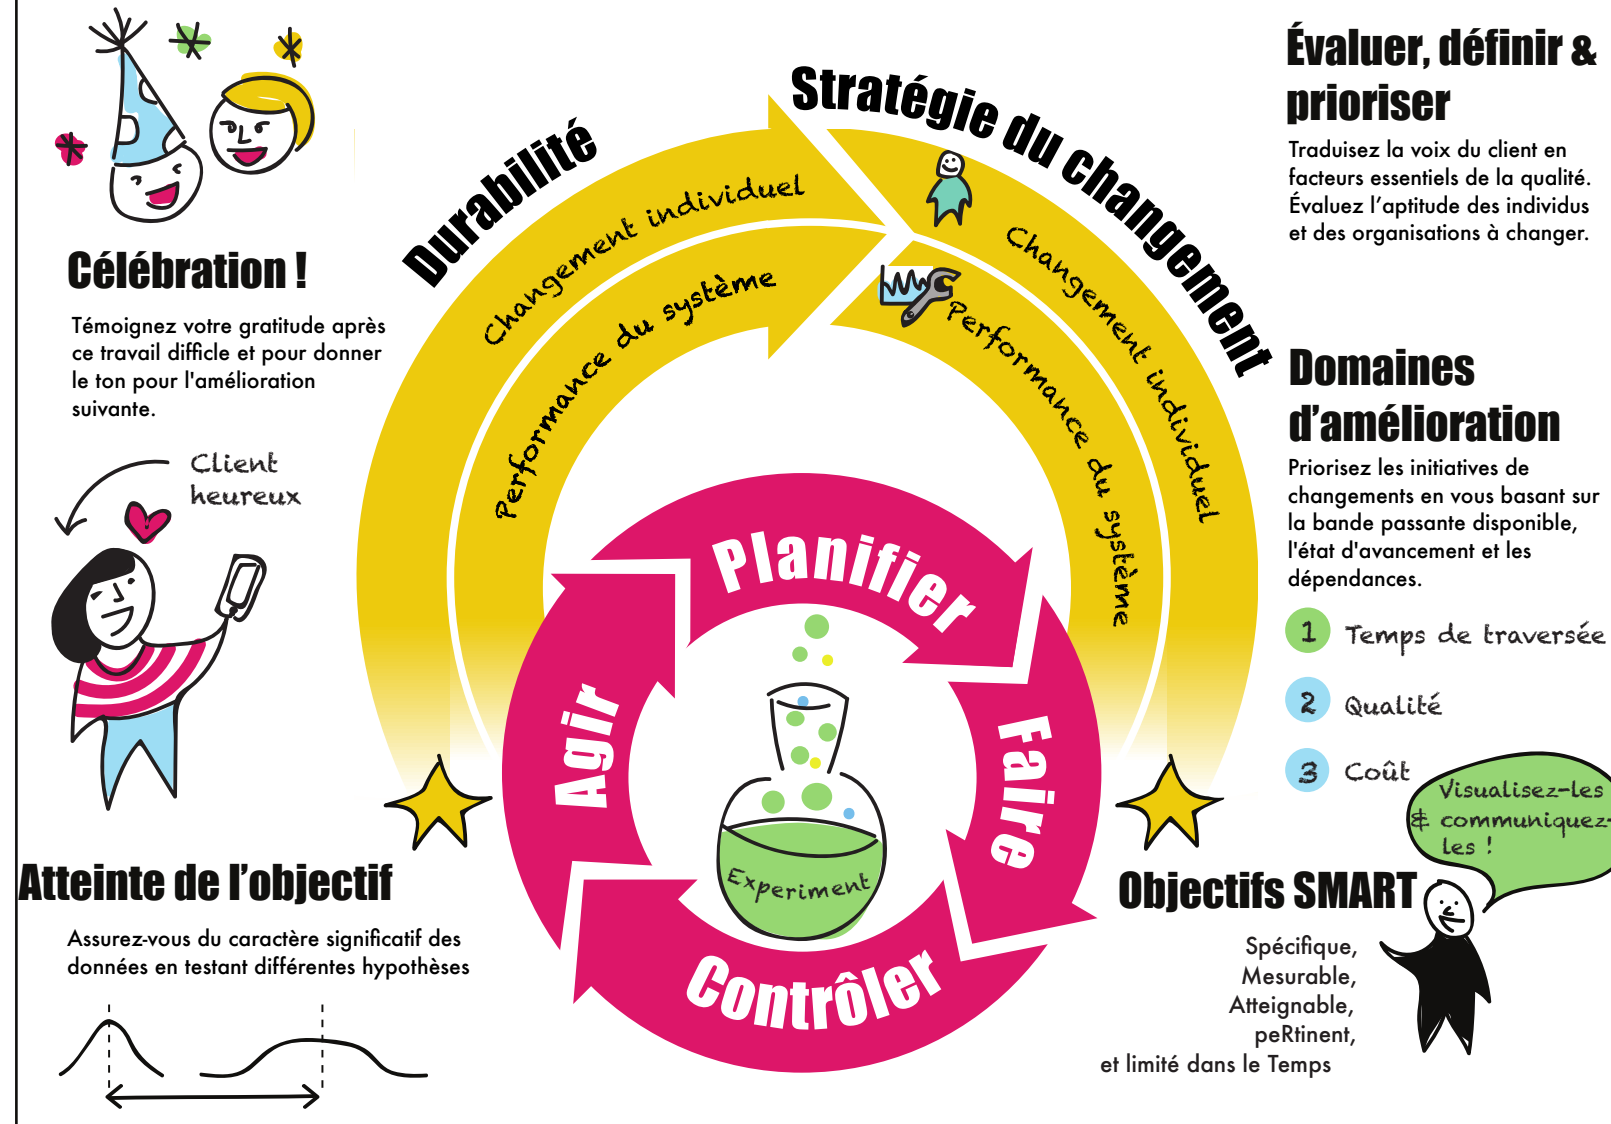 Célébration !
Témoignez votre gratitude après
ce travail difficle et pour donner
le ton pour l'amélioration
suivante.
Client
heureux
Atteinte de l'objectif
Assurez-vous du caractère significatif des
données en testant différentes hypothèses
Durabilité
Changement individuel
Performance du système
Stratégie du changement
Changement individuel
Performance du système
Planifier
Faire
Contrôler
Agir
Experiment
Évaluer, définir &
prioriser
Traduisez la voix du client en
facteurs essentiels de la qualité.
Évaluez l'aptitude des individus
et des organisations à changer.
Domaines
d'amélioration
Priorisez les initiatives de
changements en vous basant sur
la bande passante disponible,
l'état d'avancement et les
dépendances.
1 Temps de traversée
2 Qualité
3 Coût
Visualisez-les
& communiquez-
les !
Objectifs SMART
Spécifique,
Mesurable,
Atteignable,
peRtinent,
et limité dans le Temps